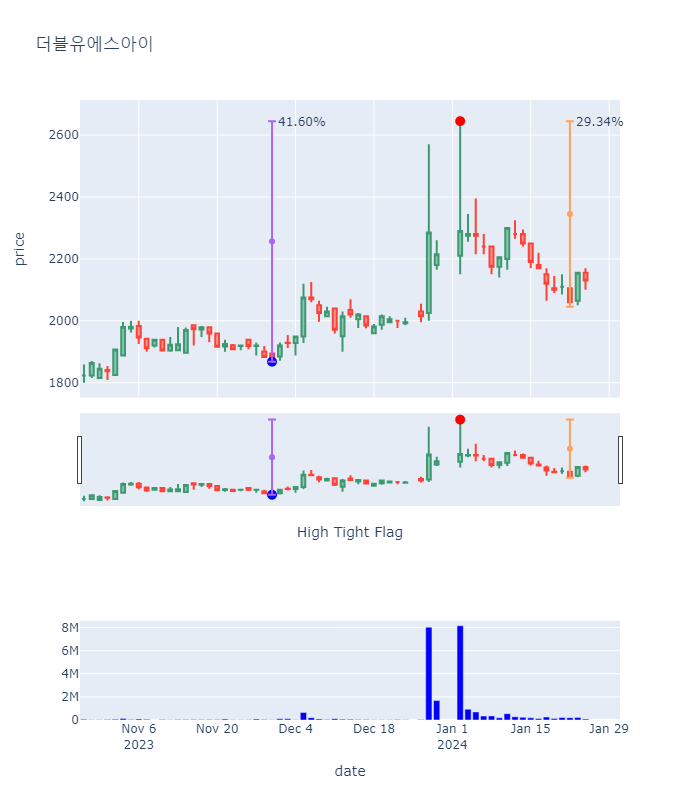 더블유에스아이
41.60%
29.34%
2600
2400
2200
2000
1800
price
High Tight Flag
8M
6M
4M
2M
0
Nov 6
2023
Nov 20
Dec 4
Dec 18
Jan 1
2024
Jan 15
Jan 29
date